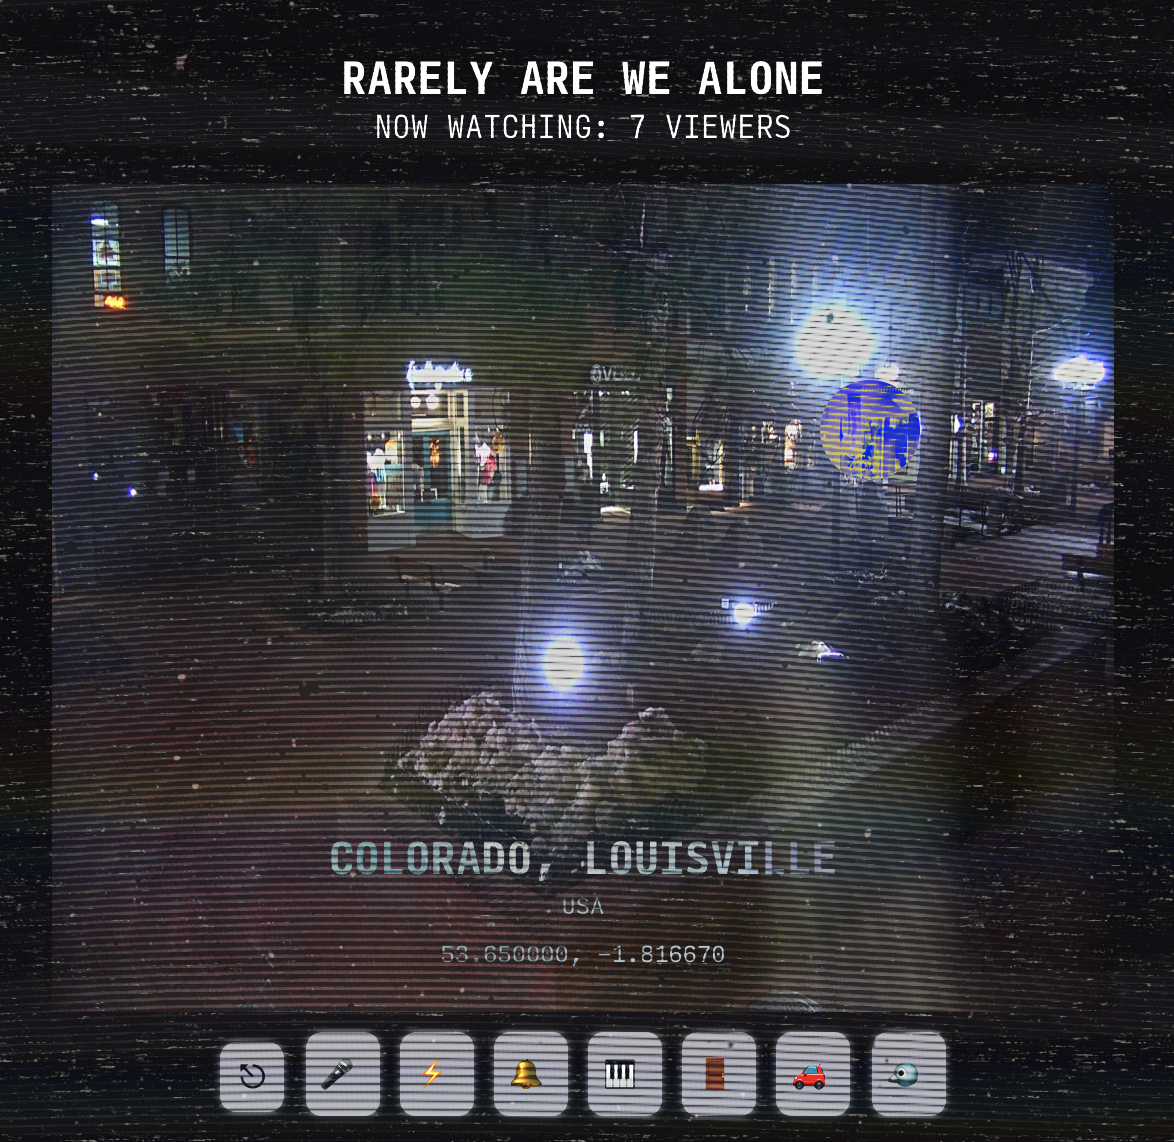 RARELY ARE WE ALONE
NOW WATCHING: 7 VIEWERS
COLORADO, LOUISVILLE
USA
53.650000, -1.816670